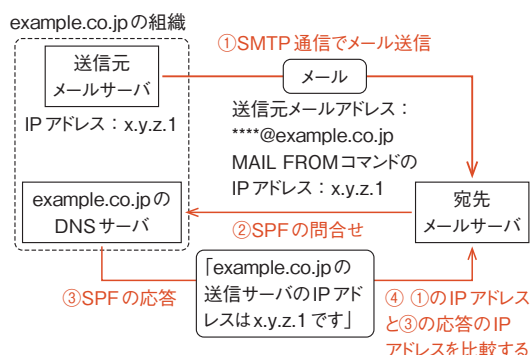 example.co.jpの組織
送信元
メールサーバ
IPアドレス：x.y.z.1
①SMTP通信でメール送信
メール
送信元メールアドレス：
****@example.co.jp
MAIL FROMコマンドの
IPアドレス：x.y.z.1
example.co.jpの
DNSサーバ
宛先
メールサーバ
②SPFの問合せ
③SPFの応答
「example.co.jpの
送信サーバのIPアド
レスはx.y.z.1です」
④ ①のIPアドレス
と③の応答のIP
アドレスを比較する